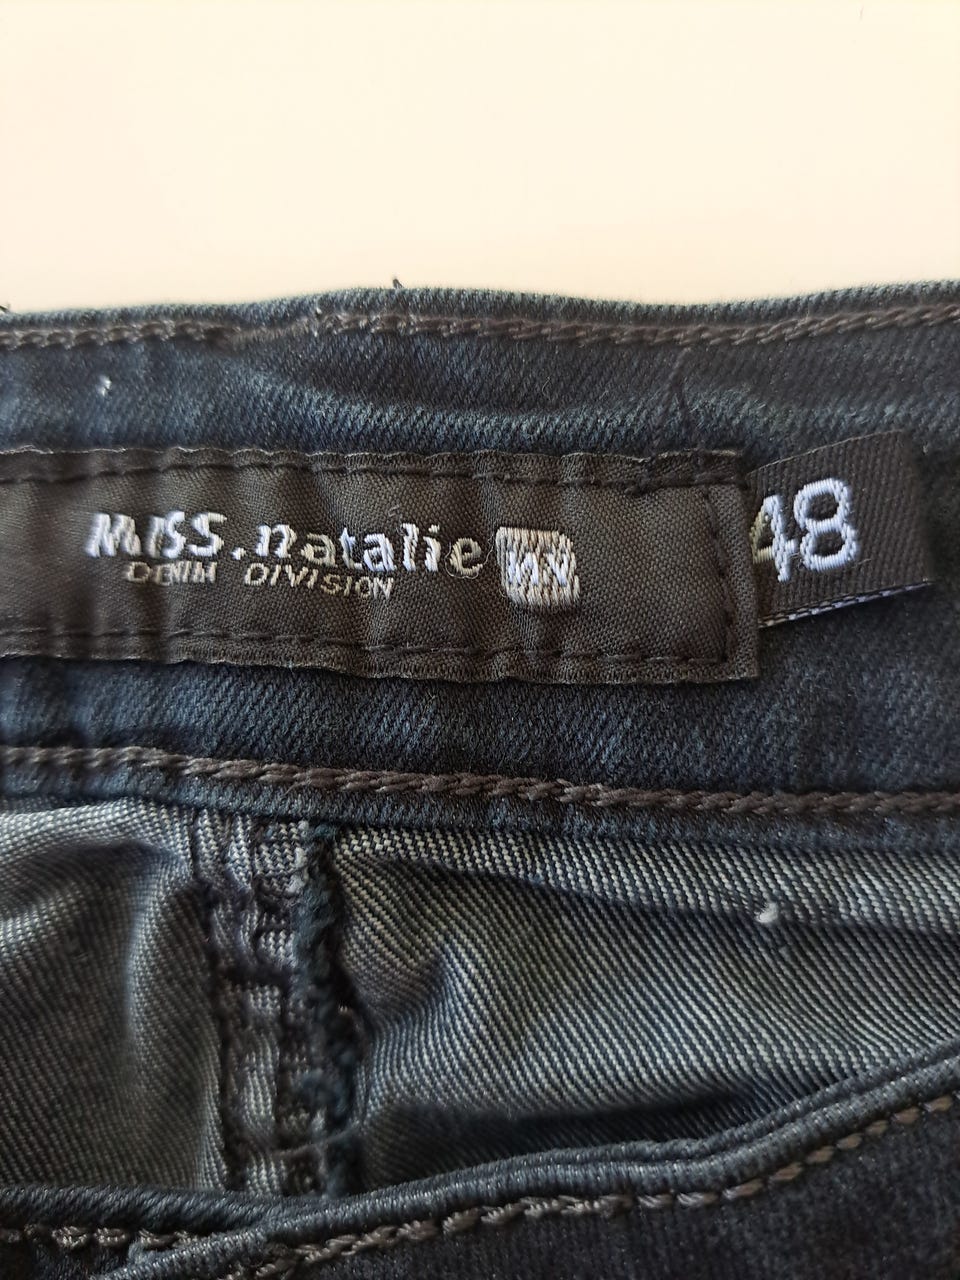 Miss.natalie
DENIM DIVISION
48